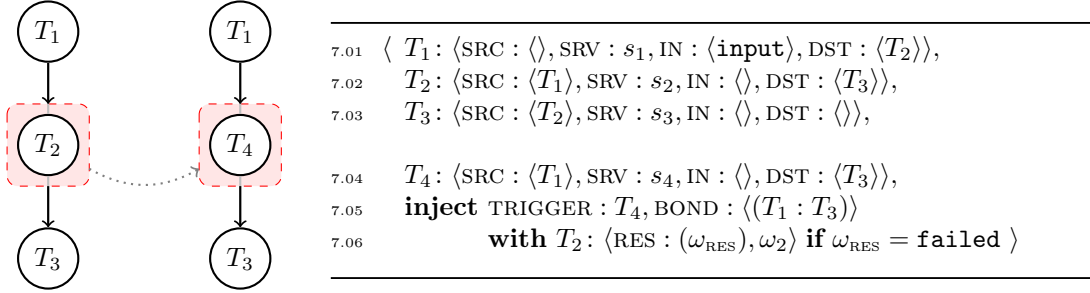 T₁ T₁
T₂ T₄
T₃ T₃
7.01 ⟨ T₁: ⟨SRC : ⟨⟩, SRV : s₁, IN : ⟨input⟩, DST : ⟨T₂⟩⟩,
7.02 T₂: ⟨SRC : ⟨T₁⟩, SRV : s₂, IN : ⟨⟩, DST : ⟨T₃⟩⟩,
7.03 T₃: ⟨SRC : ⟨T₂⟩, SRV : s₃, IN : ⟨⟩, DST : ⟨⟩⟩,
7.04 T₄: ⟨SRC : ⟨T₁⟩, SRV : s₄, IN : ⟨⟩, DST : ⟨T₃⟩⟩,
7.05 inject TRIGGER : T₄, BOND : ⟨(T₁ : T₃)⟩
7.06 with T₂: ⟨RES : (ω_RES), ω₂⟩ if ω_RES = failed ⟩